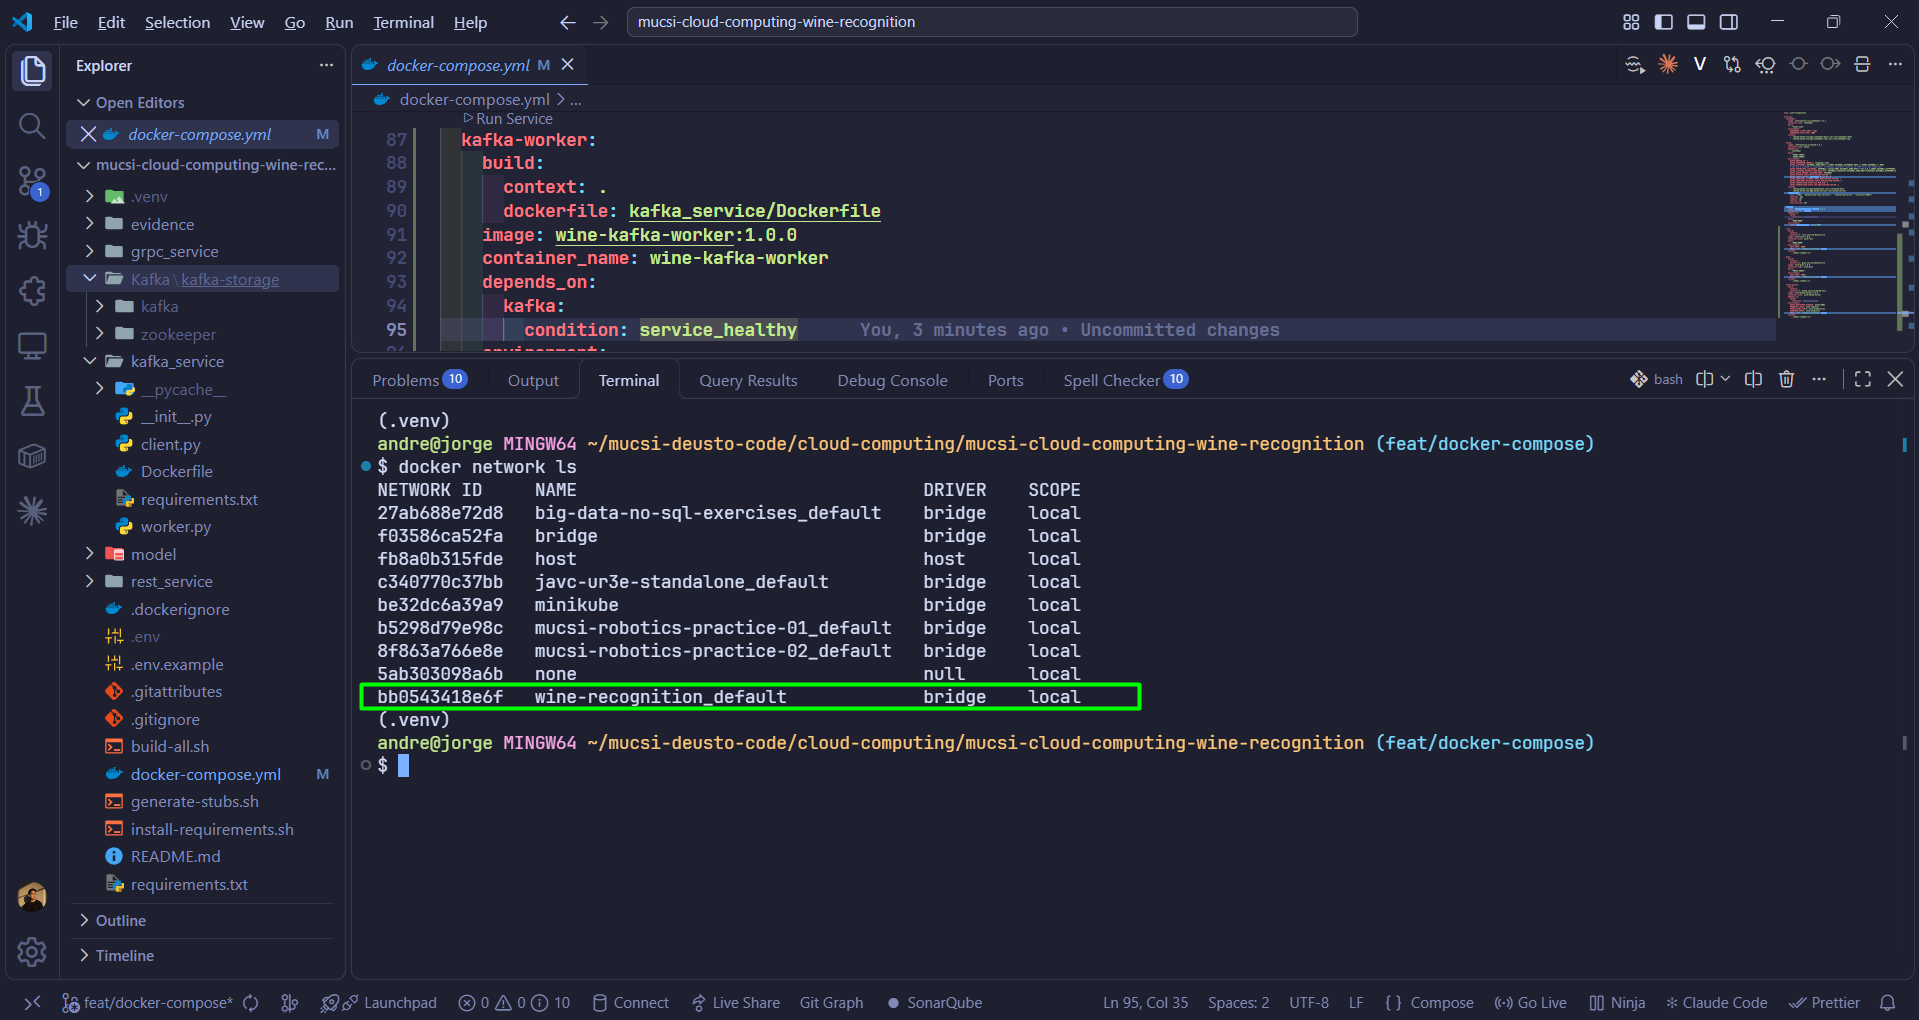 File Edit Selection View Go Run Terminal Help
mucsi-cloud-computing-wine-recognition
Explorer
Open Editors
docker-compose.yml M
mucsi-cloud-computing-wine-rec...
.venv
evidence
grpc_service
Kafka \ kafka-storage
kafka
zookeeper
kafka_service
__pycache__
__init__.py
client.py
Dockerfile
requirements.txt
worker.py
model
rest_service
.dockerignore
.env
.env.example
.gitattributes
.gitignore
build-all.sh
docker-compose.yml M
generate-stubs.sh
install-requirements.sh
README.md
requirements.txt
Outline
Timeline
1
docker-compose.yml M
docker-compose.yml > ...
Run Service
87 kafka-worker:
88 build:
89 context: .
90 dockerfile: kafka_service/Dockerfile
91 image: wine-kafka-worker:1.0.0
92 container_name: wine-kafka-worker
93 depends_on:
94 kafka:
95 condition: service_healthy You, 3 minutes ago • Uncommitted changes
Problems 10 Output Terminal Query Results Debug Console Ports Spell Checker 10
bash
(.venv)
andre@jorge MINGW64 ~/mucsi-deusto-code/cloud-computing/mucsi-cloud-computing-wine-recognition (feat/docker-compose)
$ docker network ls
NETWORK ID NAME DRIVER SCOPE
27ab688e72d8 big-data-no-sql-exercises_default bridge local
f03586ca52fa bridge bridge local
fb8a0b315fde host host local
c340770c37bb javc-ur3e-standalone_default bridge local
be32dc6a39a9 minikube bridge local
b5298d79e98c mucsi-robotics-practice-01_default bridge local
8f863a766e8e mucsi-robotics-practice-02_default bridge local
5ab303098a6b none null local
bb0543418e6f wine-recognition_default bridge local
(.venv)
andre@jorge MINGW64 ~/mucsi-deusto-code/cloud-computing/mucsi-cloud-computing-wine-recognition (feat/docker-compose)
$
feat/docker-compose* Launchpad 0 0 10 Connect Live Share Git Graph SonarQube Ln 95, Col 35 Spaces: 2 UTF-8 LF { } Compose Go Live Ninja Claude Code Prettier